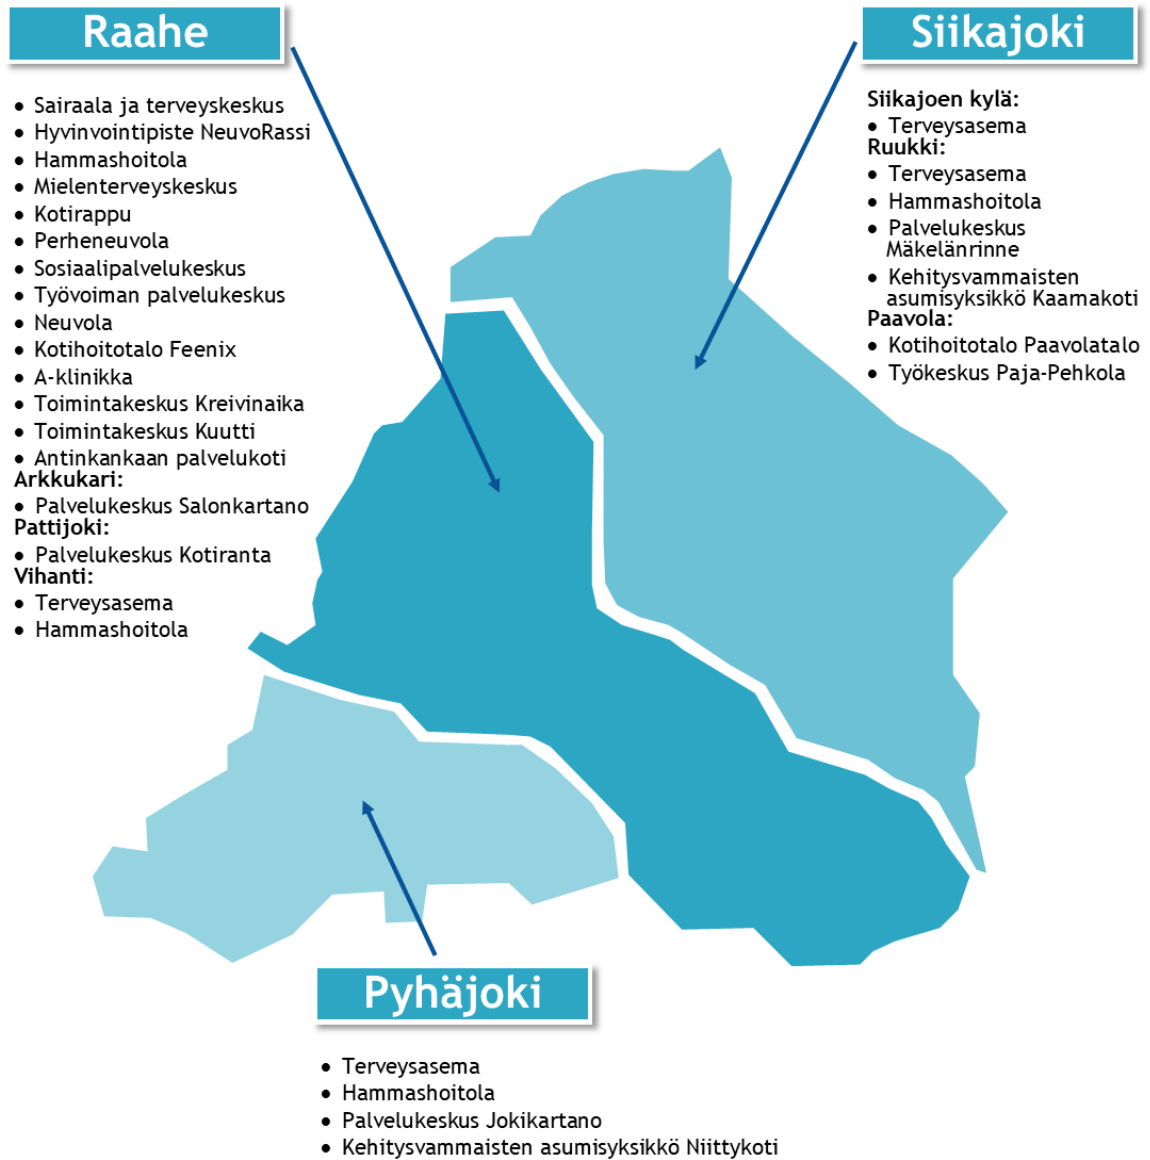 Raahe
• Sairaala ja terveyskeskus
• Hyvinvointipiste NeuvoRassi
• Hammashoitola
• Mielenterveyskeskus
• Kotirappu
• Perheneuvola
• Sosiaalipalvelukeskus
• Työvoiman palvelukeskus
• Neuvola
• Kotihoitotalo Feenix
• A-klinikka
• Toimintakeskus Kreivinaika
• Toimintakeskus Kuutti
• Antinkankaan palvelukoti
Arkkukari:
• Palvelukeskus Salonkartano
Pattijoki:
• Palvelukeskus Kotiranta
Vihanti:
• Terveysasema
• Hammashoitola
Siikajoki
Siikajoen kylä:
• Terveysasema
Ruukki:
• Terveysasema
• Hammashoitola
• Palvelukeskus
Mäkelänrinne
• Kehitysvammaisten
asumisyksikkö Kaarnakoti
Paavola:
• Kotihoitotalo Paavolatalo
• Työkeskus Paja-Pehkola
Pyhäjoki
• Terveysasema
• Hammashoitola
• Palvelukeskus Jokikartano
• Kehitysvammaisten asumisyksikkö Niittykoti